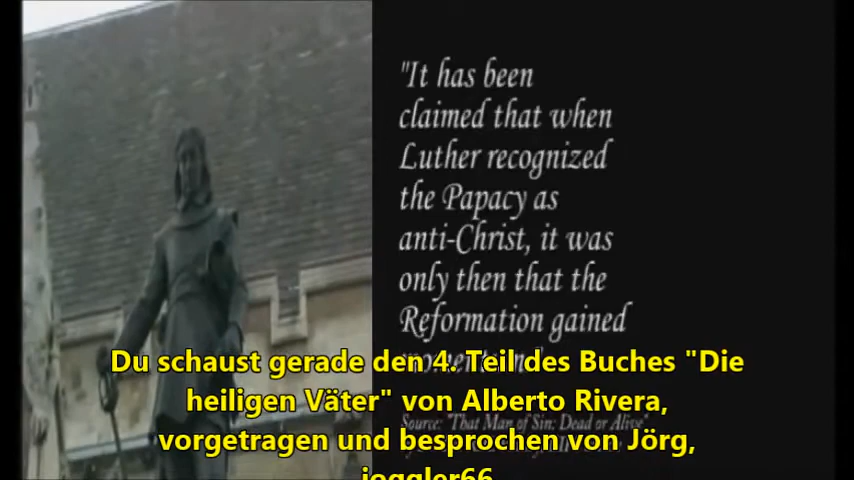 "It has been
claimed that when
Luther recognized
the Papacy as
anti-Christ, it was
only then that the
Reformation gained
Du schaust gerade den 4. Teil des Buches "Die
heiligen Väter" von Alberto Rivera,
vorgetragen und besprochen von Jörg,
joggler66
Source: "That Man of Sin: Dead or Alive"